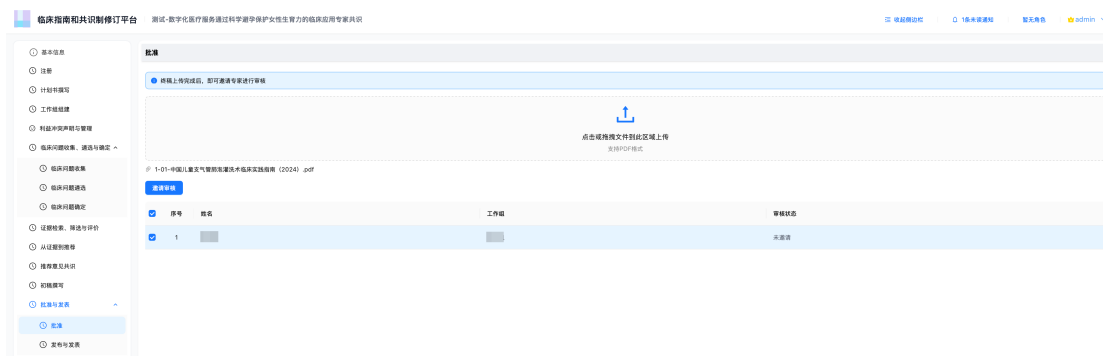 临床指南和共识制修订平台
测试-数字化医疗服务通过科学避孕保护女性生育力的临床应用专家共识
收起侧边栏
1条未读通知
暂无角色
admin
基本信息
注册
计划书撰写
工作组组建
利益冲突声明与管理
临床问题收集、遴选与确定
临床问题收集
临床问题遴选
临床问题确定
证据检索、筛选与评价
从证据到推荐
推荐意见共识
初稿撰写
批准与发表
批准
发布与发表
批准
终稿上传完成后，即可邀请专家进行审核
点击或拖拽文件到此区域上传
支持PDF格式
1-01-中国儿童支气管肺泡灌洗术临床实践指南（2024）.pdf
邀请审核
序号 姓名 工作组 审核状态
1 未邀请